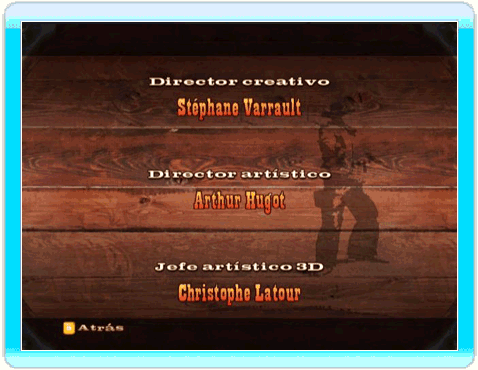 Director creativo
Stéphane Varrault
Director artístico
Arthur Hugot
Jefe artístico 3D
Christophe Latour
Atrás